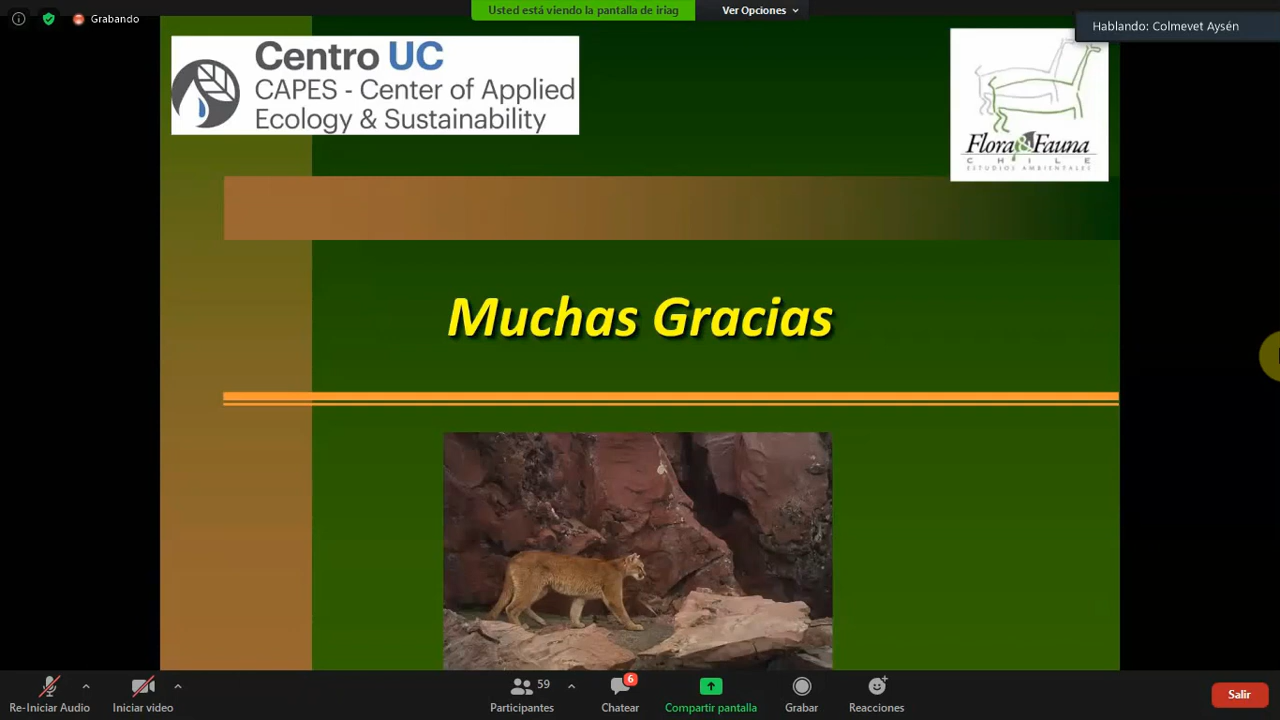 Grabando
Usted está viendo la pantalla de iriag
Ver Opciones
Hablando: Colmevet Aysén
Centro UC
CAPES - Center of Applied
Ecology & Sustainability
Flora&Fauna
CHILE
ESTUDIOS AMBIENTALES
Muchas Gracias
Re-Iniciar Audio
Iniciar video
59
Participantes
6
Chatear
Compartir pantalla
Grabar
Reacciones
Salir